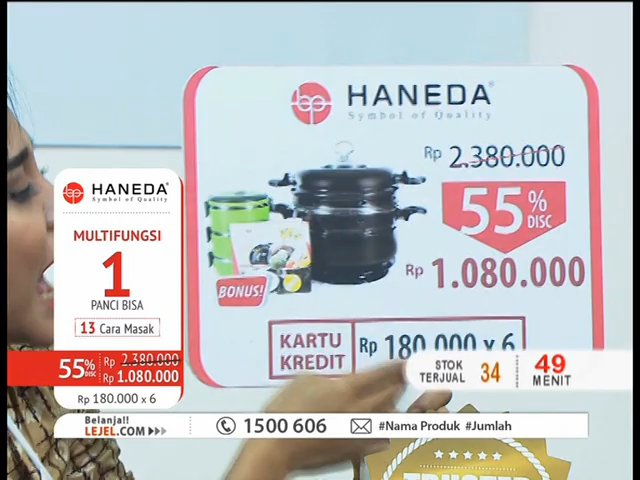 HANEDA®
Symbol of Quality
Rp 2.380.000
55% DISC
Rp 1.080.000
BONUS!
KARTU KREDIT
Rp 180.000 x 6
HANEDA®
Symbol of Quality
MULTIFUNGSI
1
PANCI BISA
13 Cara Masak
55% DISC
Rp 2.380.000
Rp 1.080.000
Rp 180.000 x 6
STOK TERJUAL 34
49 MENIT
Belanja!!
LEJEL.COM
1500 606
#Nama Produk #Jumlah